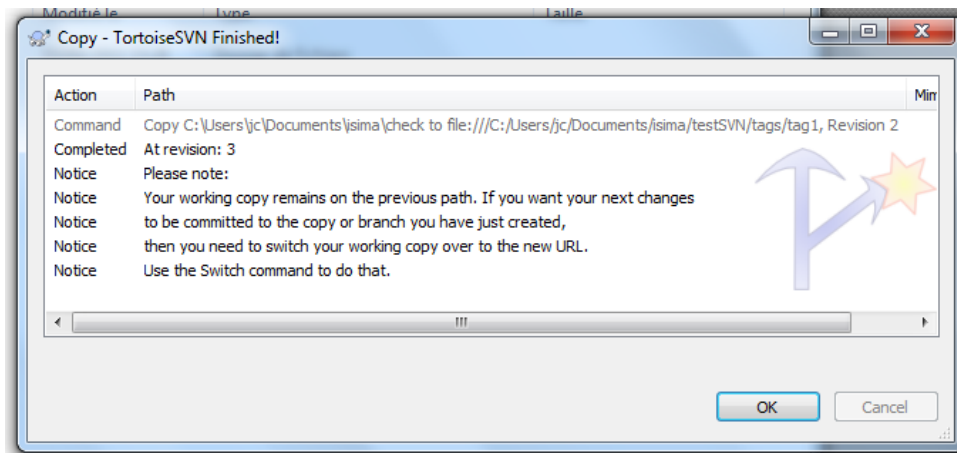 Modifié le Type Taille
Copy - TortoiseSVN Finished!
Action Path
Command Copy C:\Users\jc\Documents\isima\check to file:///C:/Users/jc/Documents/isima/testSVN/tags/tag1, Revision 2
Completed At revision: 3
Notice Please note:
Notice Your working copy remains on the previous path. If you want your next changes
Notice to be committed to the copy or branch you have just created,
Notice then you need to switch your working copy over to the new URL.
Notice Use the Switch command to do that.
OK Cancel